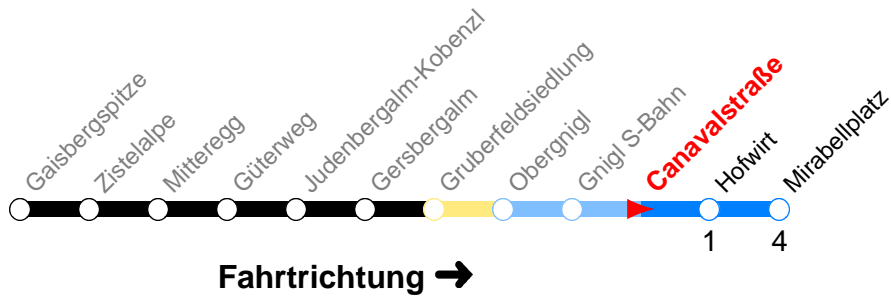 Gaisbergspitze
Zistelalpe
Mitteregg
Güterweg
Judenbergalm-Kobenzl
Gersbergalm
Gruberfeldsiedlung
Obergnigl
Gnigl S-Bahn
Canavalstraße
Hofwirt
Mirabellplatz
1 4
Fahrtrichtung ➔